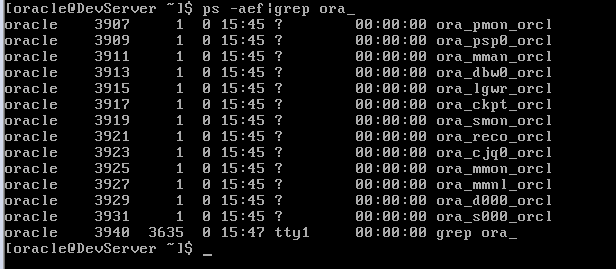 [oracle@DevServer ~]$ ps -aef|grep ora_
oracle    3907     1  0 15:45 ?        00:00:00 ora_pmon_orcl
oracle    3909     1  0 15:45 ?        00:00:00 ora_psp0_orcl
oracle    3911     1  0 15:45 ?        00:00:00 ora_mman_orcl
oracle    3913     1  0 15:45 ?        00:00:00 ora_dbw0_orcl
oracle    3915     1  0 15:45 ?        00:00:00 ora_lgwr_orcl
oracle    3917     1  0 15:45 ?        00:00:00 ora_ckpt_orcl
oracle    3919     1  0 15:45 ?        00:00:00 ora_smon_orcl
oracle    3921     1  0 15:45 ?        00:00:00 ora_reco_orcl
oracle    3923     1  0 15:45 ?        00:00:00 ora_cjq0_orcl
oracle    3925     1  0 15:45 ?        00:00:00 ora_mmon_orcl
oracle    3927     1  0 15:45 ?        00:00:00 ora_mmnl_orcl
oracle    3929     1  0 15:45 ?        00:00:00 ora_d000_orcl
oracle    3931     1  0 15:45 ?        00:00:00 ora_s000_orcl
oracle    3940  3635  0 15:47 tty1     00:00:00 grep ora_
[oracle@DevServer ~]$ _